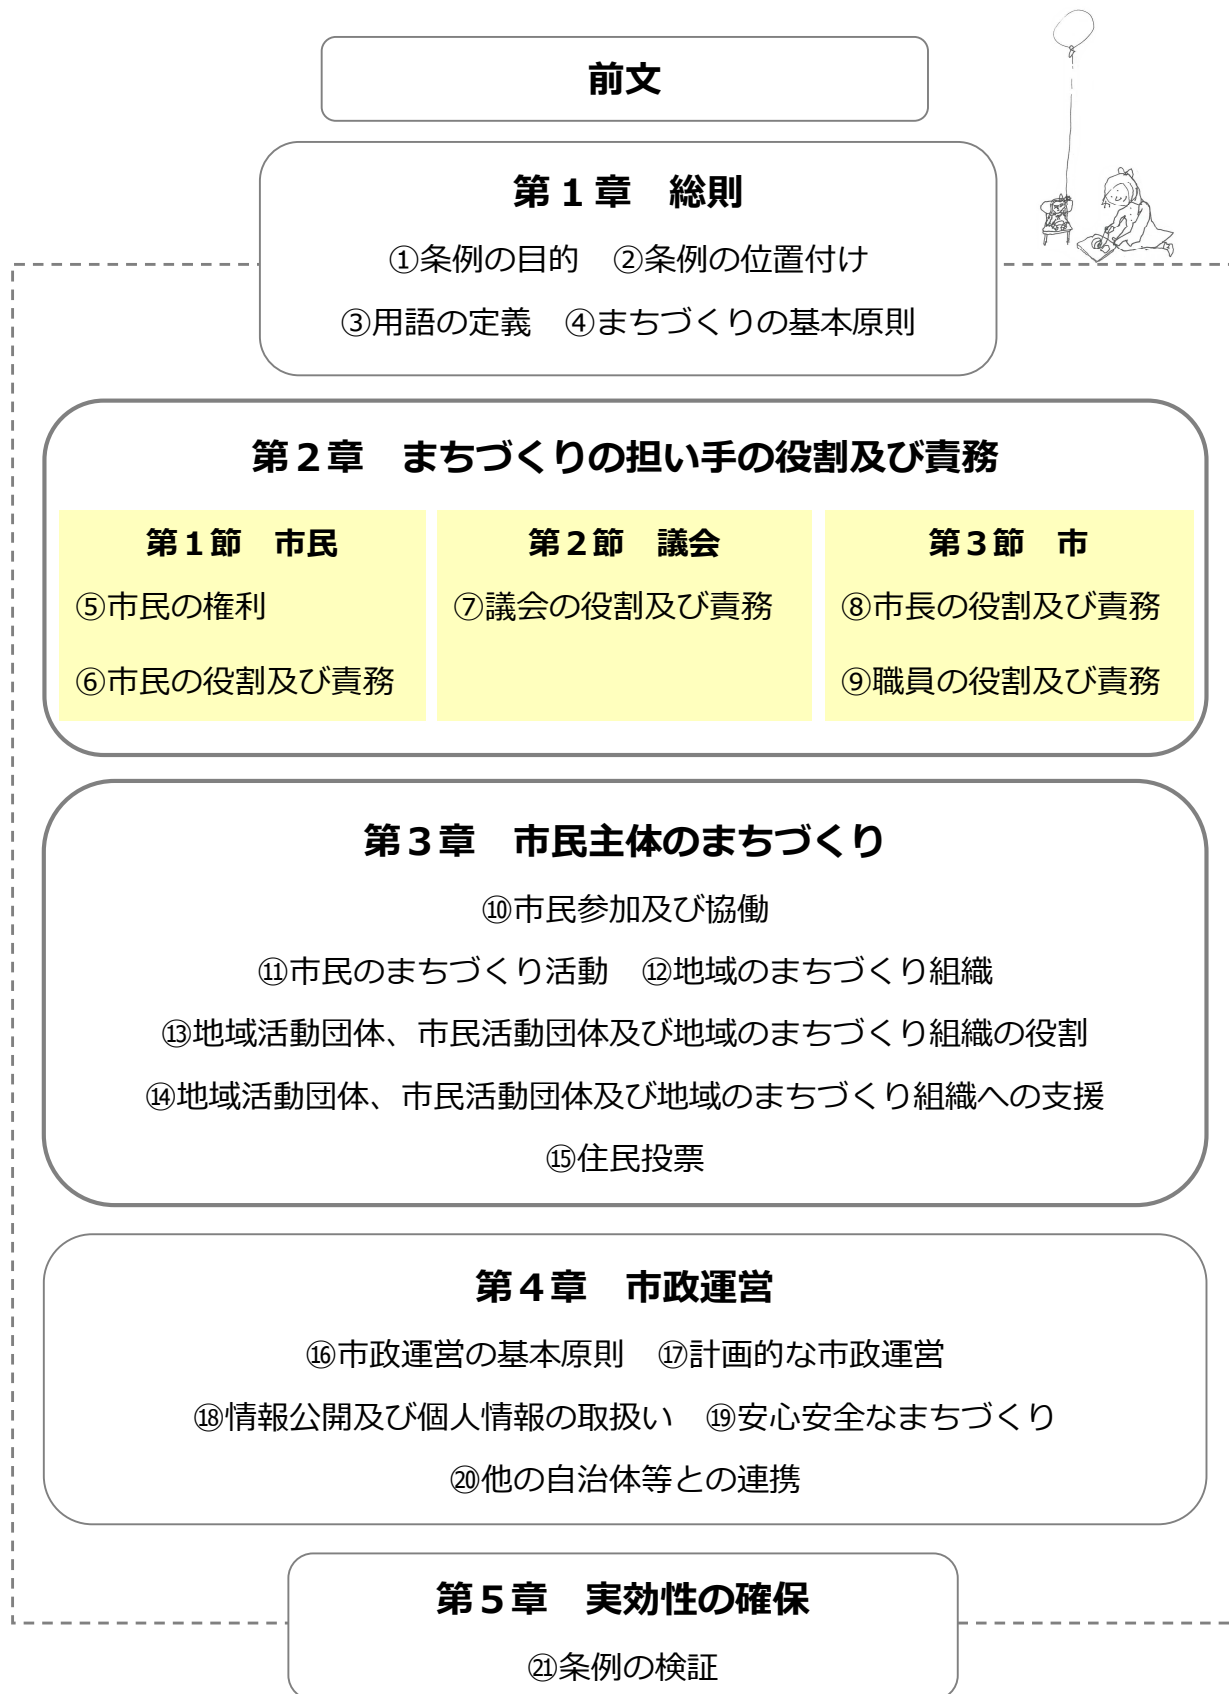 前文
第1章　総則
①条例の目的　②条例の位置付け
③用語の定義　④まちづくりの基本原則
第２章　まちづくりの担い手の役割及び責務
第１節　市民
⑤市民の権利
⑥市民の役割及び責務
第２節　議会
⑦議会の役割及び責務
第３節　市
⑧市長の役割及び責務
⑨職員の役割及び責務
第３章　市民主体のまちづくり
⑩市民参加及び協働
⑪市民のまちづくり活動　⑫地域のまちづくり組織
⑬地域活動団体、市民活動団体及び地域のまちづくり組織の役割
⑭地域活動団体、市民活動団体及び地域のまちづくり組織への支援
⑮住民投票
第４章　市政運営
⑯市政運営の基本原則　⑰計画的な市政運営
⑱情報公開及び個人情報の取扱い　⑲安心安全なまちづくり
⑳他の自治体等との連携
第５章　実効性の確保
㉑条例の検証